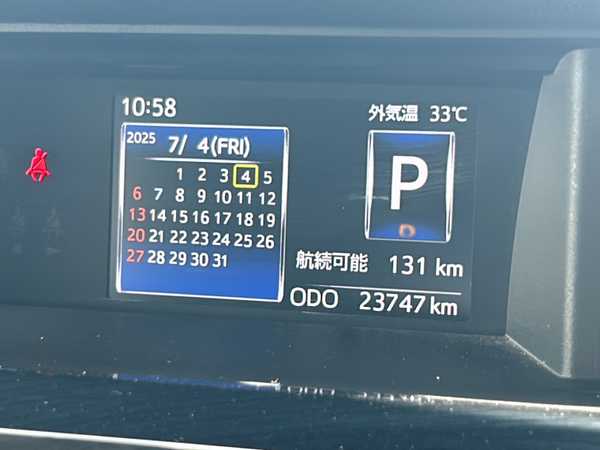 10:58
外気温 33℃
2025 7/ 4(FRI)
1 2 3 4 5
6 7 8 9 10 11 12
13 14 15 16 17 18 19
20 21 22 23 24 25 26
27 28 29 30 31
P
D
航続可能 131 km
ODO 23747 km